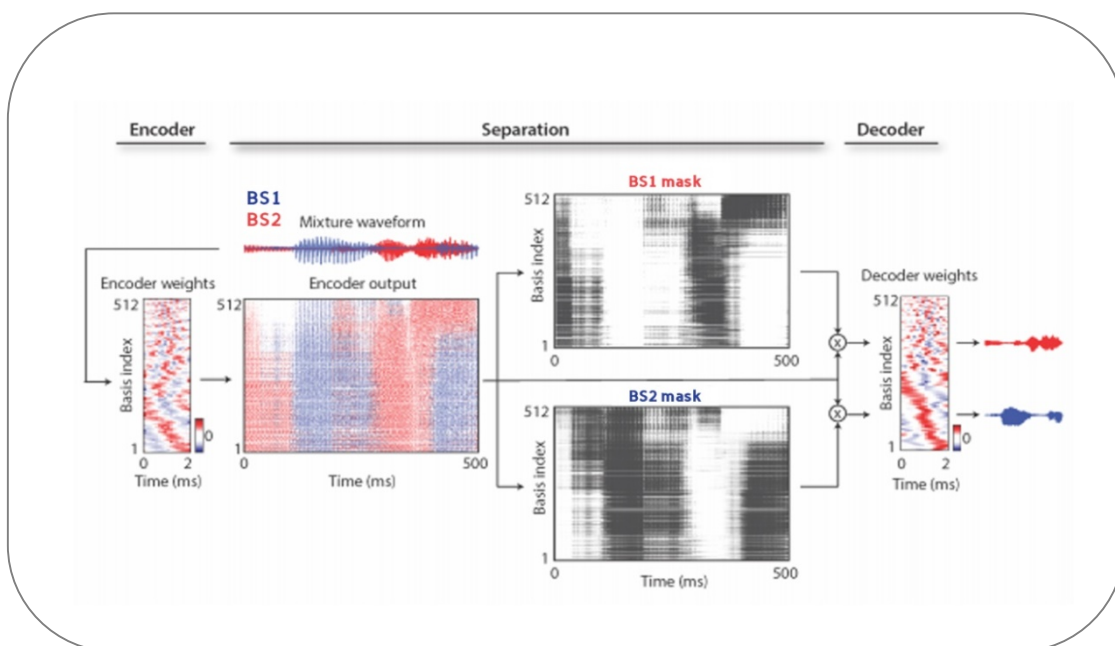 Encoder Separation Decoder
BS1 mask
512
1
0 500
Basis index
BS1
BS2 Mixture waveform
Encoder weights
512
1
0 2
Basis index
0
Time (ms)
Encoder output
512
1
0 500
Time (ms)
BS2 mask
512
1
0 500
Basis index
Time (ms)
x
x
Decoder weights
512
1
0 2
Basis index
0
Time (ms)